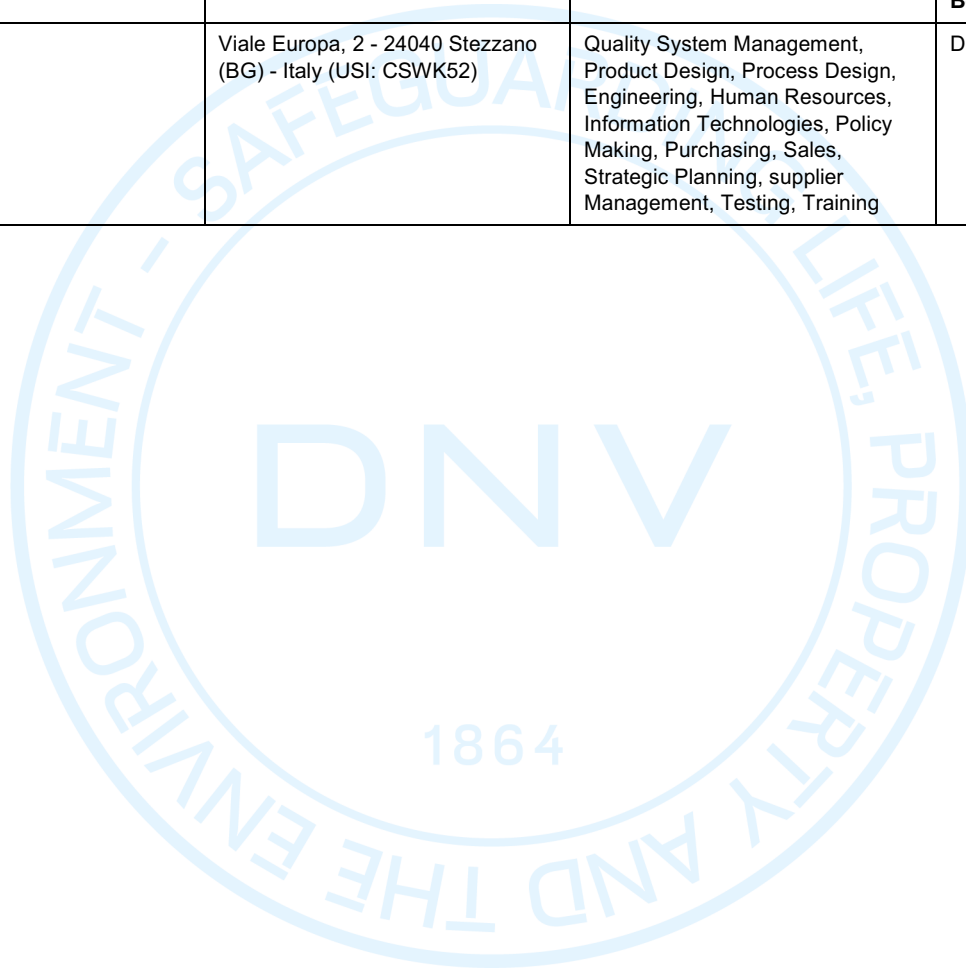 B
Viale Europa, 2 - 24040 Stezzano
(BG) - Italy (USI: CSWK52)
Quality System Management,
Product Design, Process Design,
Engineering, Human Resources,
Information Technologies, Policy
Making, Purchasing, Sales,
Strategic Planning, supplier
Management, Testing, Training
D
SAFEGUARDING LIFE, PROPERTY AND THE ENVIRONMENT -
DNV
1864